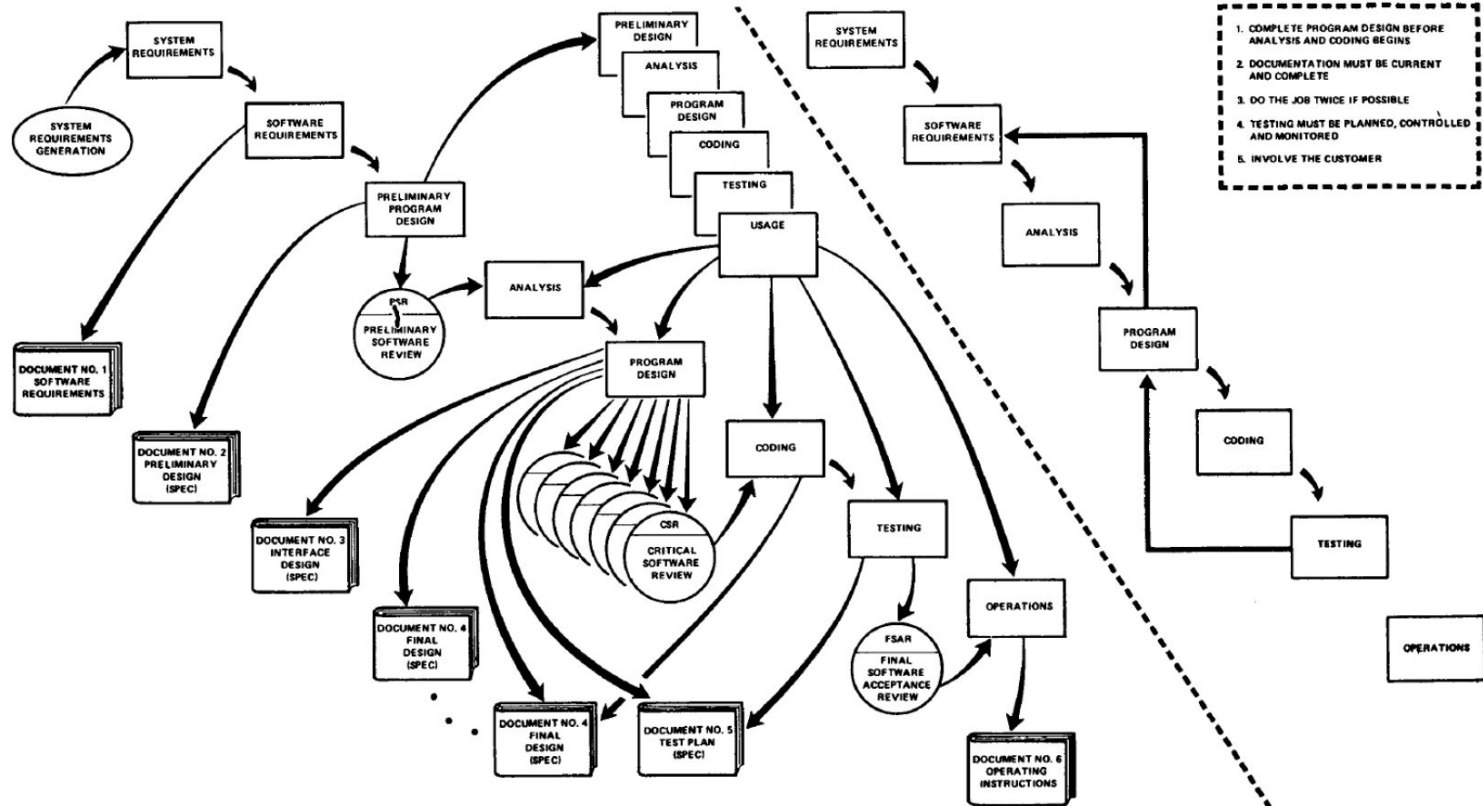 SYSTEM
REQUIREMENTS
SYSTEM
REQUIREMENTS
GENERATION
SOFTWARE
REQUIREMENTS
PRELIMINARY
PROGRAM
DESIGN
PRELIMINARY
DESIGN
ANALYSIS
PROGRAM
DESIGN
CODING
TESTING
USAGE
PSR
PRELIMINARY
SOFTWARE
REVIEW
ANALYSIS
PROGRAM
DESIGN
CODING
TESTING
OPERATIONS
CSR
CRITICAL
SOFTWARE
REVIEW
FSAR
FINAL
SOFTWARE
ACCEPTANCE
REVIEW
DOCUMENT NO. 1
SOFTWARE
REQUIREMENTS
DOCUMENT NO. 2
PRELIMINARY
DESIGN
(SPEC)
DOCUMENT NO. 3
INTERFACE
DESIGN
(SPEC)
DOCUMENT NO. 4
FINAL
DESIGN
(SPEC)
DOCUMENT NO. 4
FINAL
DESIGN
(SPEC)
DOCUMENT NO. 5
TEST PLAN
(SPEC)
DOCUMENT NO. 6
OPERATING
INSTRUCTIONS
SYSTEM
REQUIREMENTS
SOFTWARE
REQUIREMENTS
ANALYSIS
PROGRAM
DESIGN
CODING
TESTING
OPERATIONS
1. COMPLETE PROGRAM DESIGN BEFORE
ANALYSIS AND CODING BEGINS
2. DOCUMENTATION MUST BE CURRENT
AND COMPLETE
3. DO THE JOB TWICE IF POSSIBLE
4. TESTING MUST BE PLANNED, CONTROLLED
AND MONITORED
5. INVOLVE THE CUSTOMER